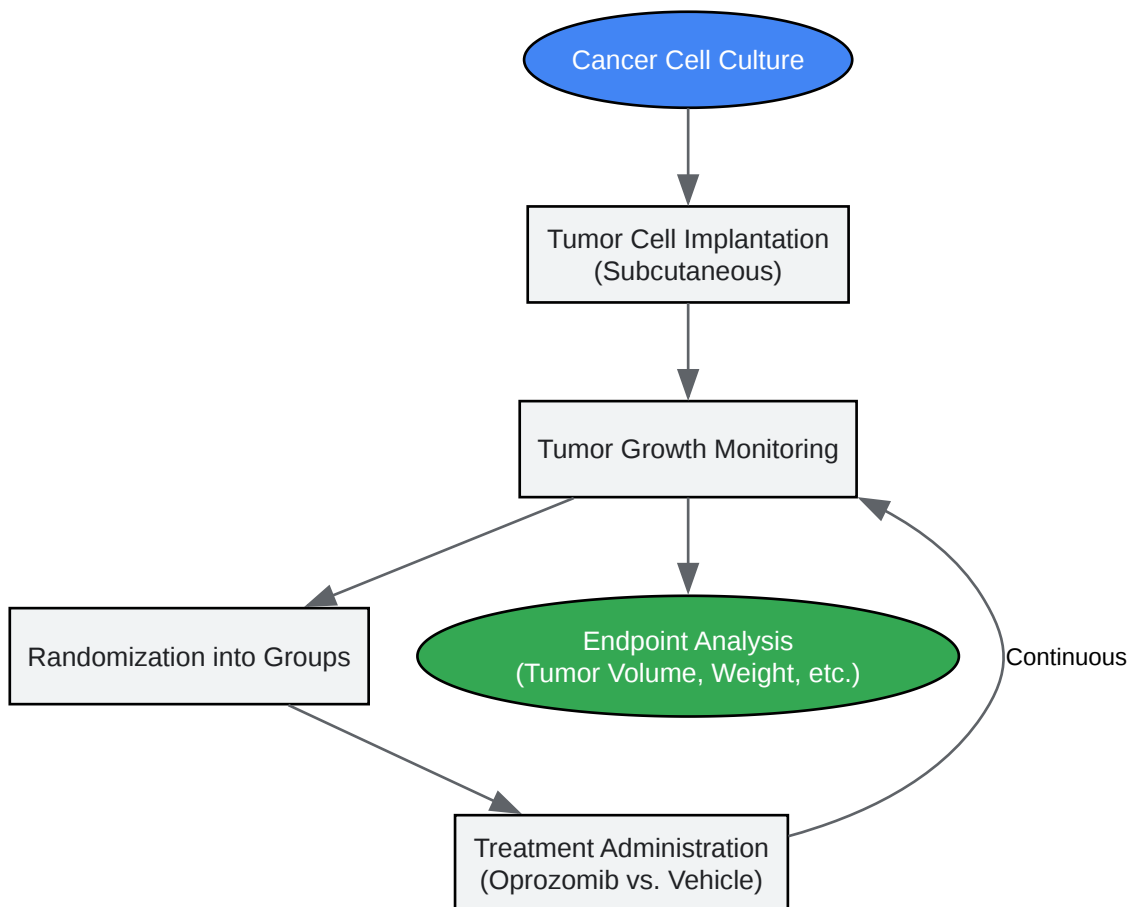 Cancer Cell Culture
Tumor Cell Implantation
(Subcutaneous)
Tumor Growth Monitoring
Randomization into Groups
Endpoint Analysis
(Tumor Volume, Weight, etc.)
Continuous
Treatment Administration
(Oprozomib vs. Vehicle)